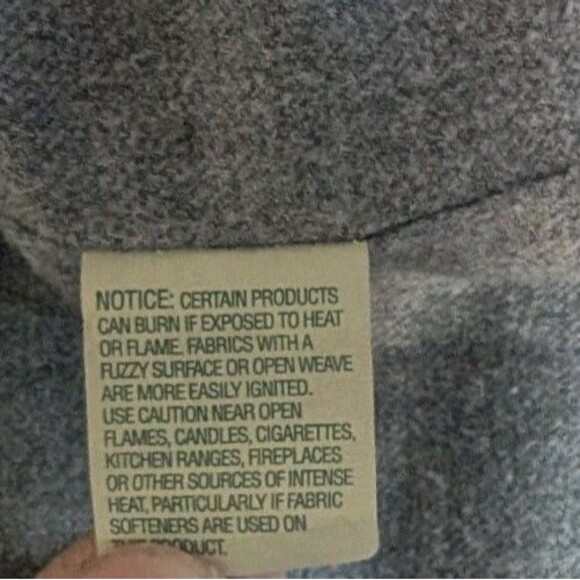 NOTICE: CERTAIN PRODUCTS
CAN BURN IF EXPOSED TO HEAT
OR FLAME. FABRICS WITH A
FUZZY SURFACE OR OPEN WEAVE
ARE MORE EASILY IGNITED.
USE CAUTION NEAR OPEN
FLAMES, CANDLES, CIGARETTES,
KITCHEN RANGES, FIREPLACES
OR OTHER SOURCES OF INTENSE
HEAT, PARTICULARLY IF FABRIC
SOFTENERS ARE USED ON
THIS PRODUCT.